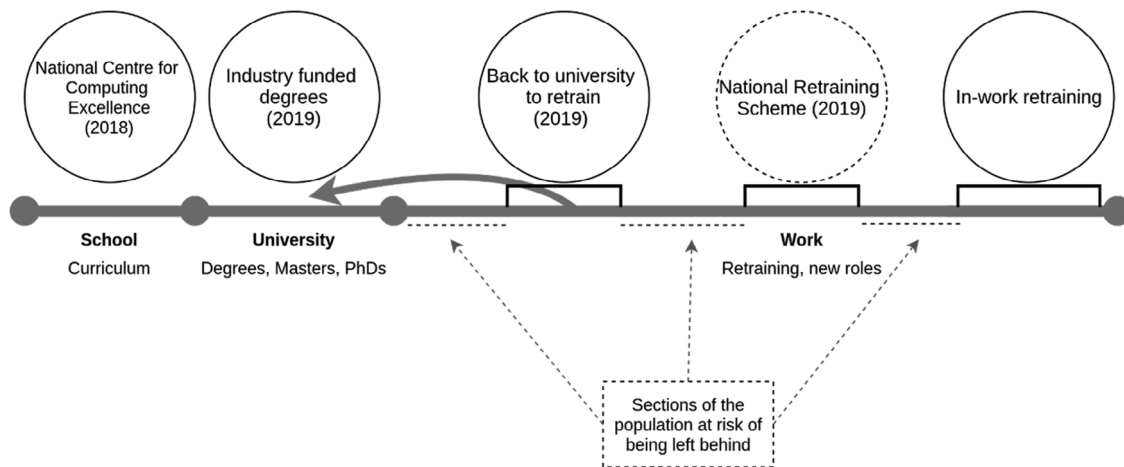 National Centre for
Computing
Excellence
(2018)
Industry funded
degrees
(2019)
Back to university
to retrain
(2019)
National Retraining
Scheme (2019)
In-work retraining
School
Curriculum
University
Degrees, Masters, PhDs
Work
Retraining, new roles
Sections of the
population at risk of
being left behind